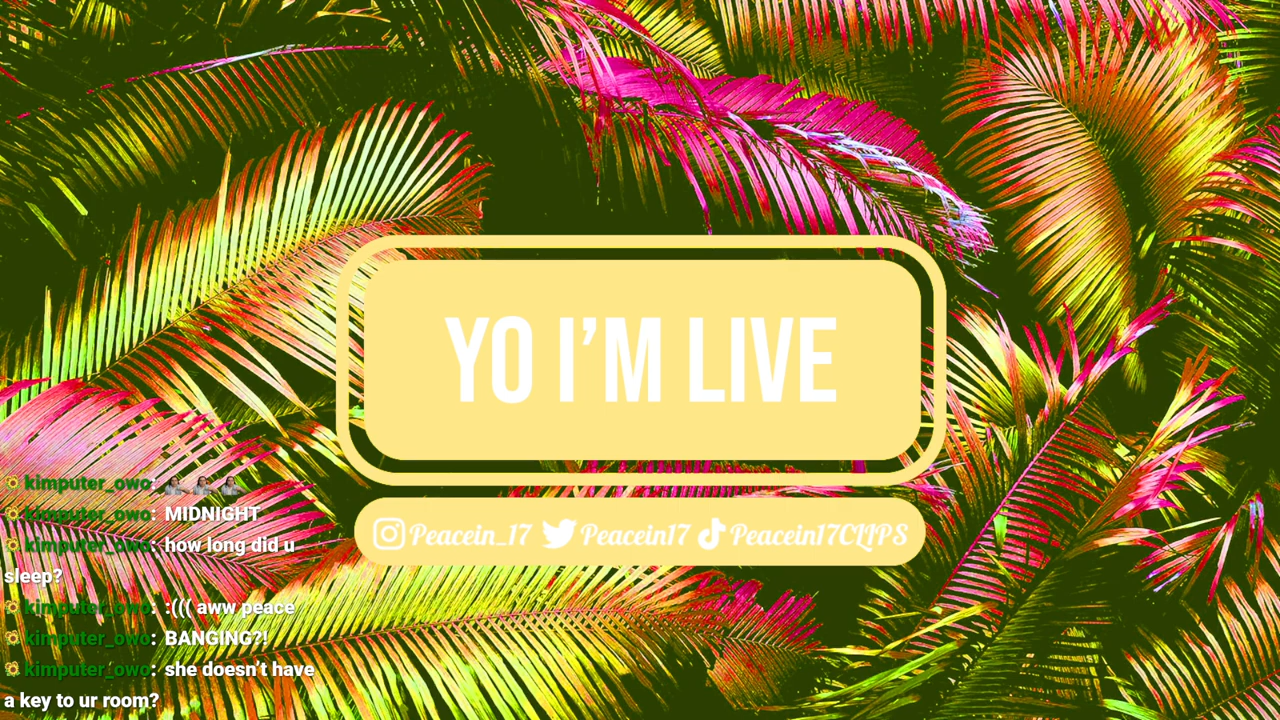 YO I’M LIVE
Peacein_17 Peacein17 Peacein17CLIPS
kimputer_owo:
kimputer_owo: MIDNIGHT
kimputer_owo: how long did u
sleep?
kimputer_owo: :((( aww peace
kimputer_owo: BANGING?!
kimputer_owo: she doesn't have
a key to ur room?